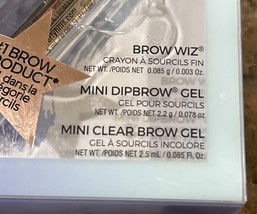 BROW WIZ®
CRAYON À SOURCILS FIN
NET WT. /POIDS NET 0.085 g / 0.003 Oz.
#1 BROW
PRODUCT*
dans la
MINI DIPBROW® GEL
GEL POUR SOURCILS
NET WT. /POIDS NET 2.2 g / 0.078 oz
MINI CLEAR BROW GEL
GEL À SOURCILS INCOLORE
NET WT. /POIDS NET 2.5 mL / 0.085 Fl. Oz.